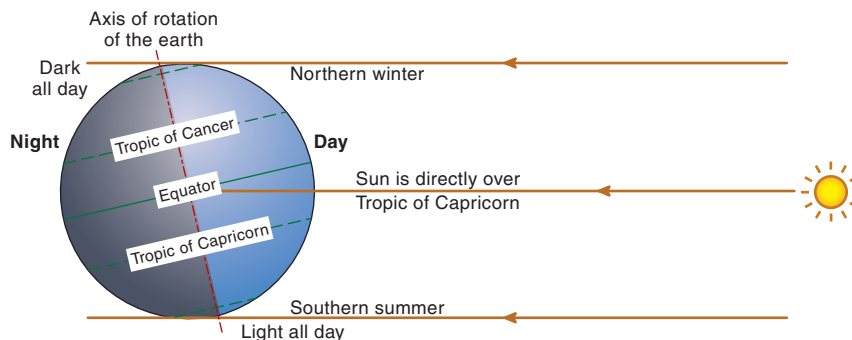 Axis of rotation
of the earth
Dark
all day
Northern winter
Night
Tropic of Cancer
Day
Equator
Sun is directly over
Tropic of Capricorn
Tropic of Capricorn
Southern summer
Light all day